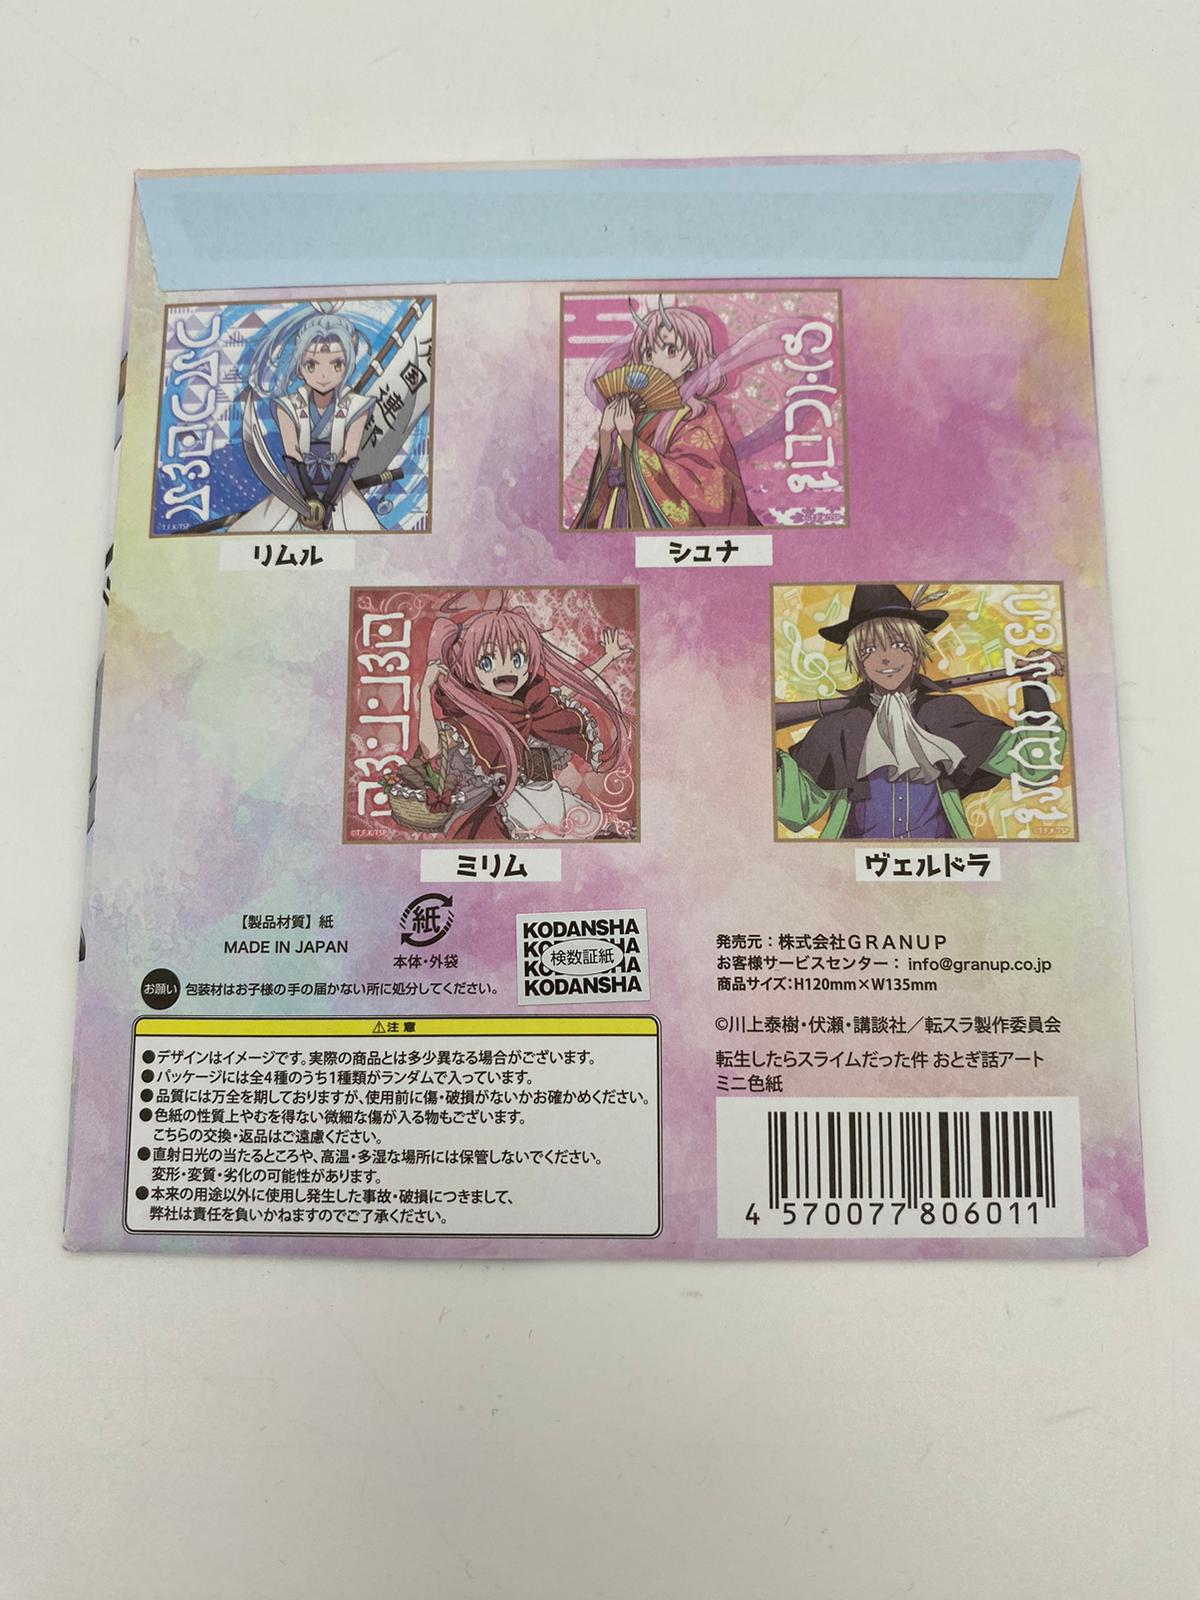 国連
©T.F.K/TSP
©T.F.K/TSP
リムル
シュナ
©T.F.K/TSP
©T.F.K/TSP
ミリム
ヴェルドラ
【製品材質】紙
MADE IN JAPAN
紙
本体・外袋
KODANSHA
KODANSHA
検数証紙
KODANSHA
KODANSHA
お願い 包装材はお子様の手の届かない所に処分してください。
発売元：株式会社GRANUP
お客様サービスセンター：info@granup.co.jp
商品サイズ：H120mm×W135mm
©川上泰樹・伏瀬・講談社／転スラ製作委員会
転生したらスライムだった件 おとぎ話アート
ミニ色紙
⚠注意
●デザインはイメージです。実際の商品とは多少異なる場合がございます。
●パッケージには全4種のうち1種類がランダムで入っています。
●品質には万全を期しておりますが、使用前に傷・破損がないかお確かめください。
●色紙の性質上やむを得ない微細な傷が入る物もございます。
こちらの交換・返品はご遠慮ください。
●直射日光の当たるところや、高温・多湿な場所には保管しないでください。
変形・変質・劣化の可能性があります。
●本来の用途以外に使用し発生した事故・破損につきまして、
弊社は責任を負いかねますのでご了承ください。
4 570077 806011